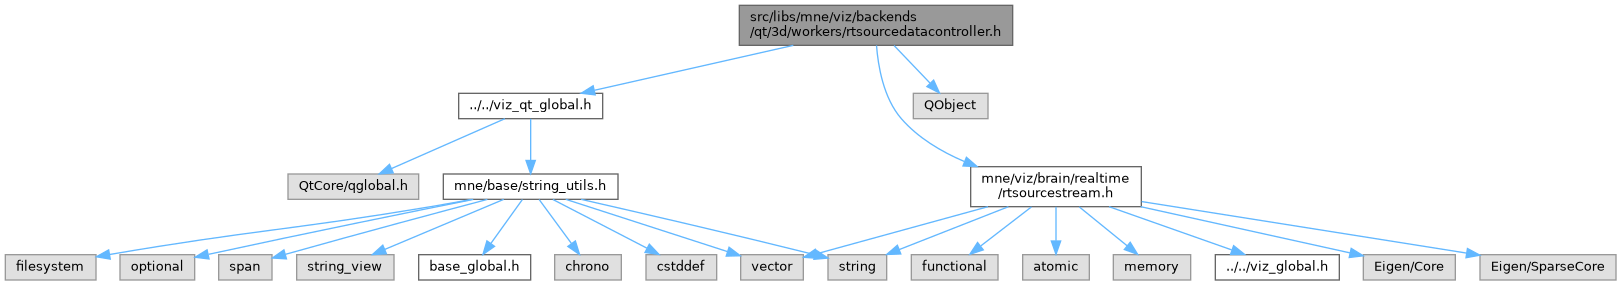 src/libs/mne/viz/backends
/qt/3d/workers/rtsourcedatacontroller.h
../../viz_qt_global.h
QObject
QtCore/qglobal.h
mne/base/string_utils.h
mne/viz/brain/realtime
/rtsourcestream.h
filesystem
optional
span
string_view
base_global.h
chrono
cstddef
vector
string
functional
atomic
memory
../../viz_global.h
Eigen/Core
Eigen/SparseCore